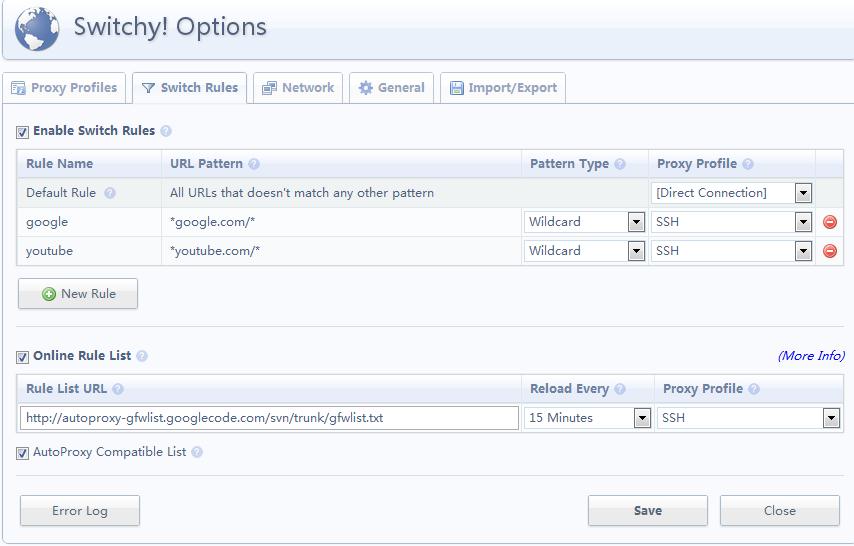 Switchy! Options
Proxy Profiles Switch Rules Network General Import/Export
Enable Switch Rules ?
Rule Name URL Pattern ? Pattern Type ? Proxy Profile ?
Default Rule ? All URLs that doesn't match any other pattern [Direct Connection]
google *google.com/* Wildcard SSH
youtube *youtube.com/* Wildcard SSH
New Rule
Online Rule List ? (More Info)
Rule List URL ? Reload Every ? Proxy Profile ?
http://autoproxy-gfwlist.googlecode.com/svn/trunk/gfwlist.txt 15 Minutes SSH
AutoProxy Compatible List ?
Error Log Save Close